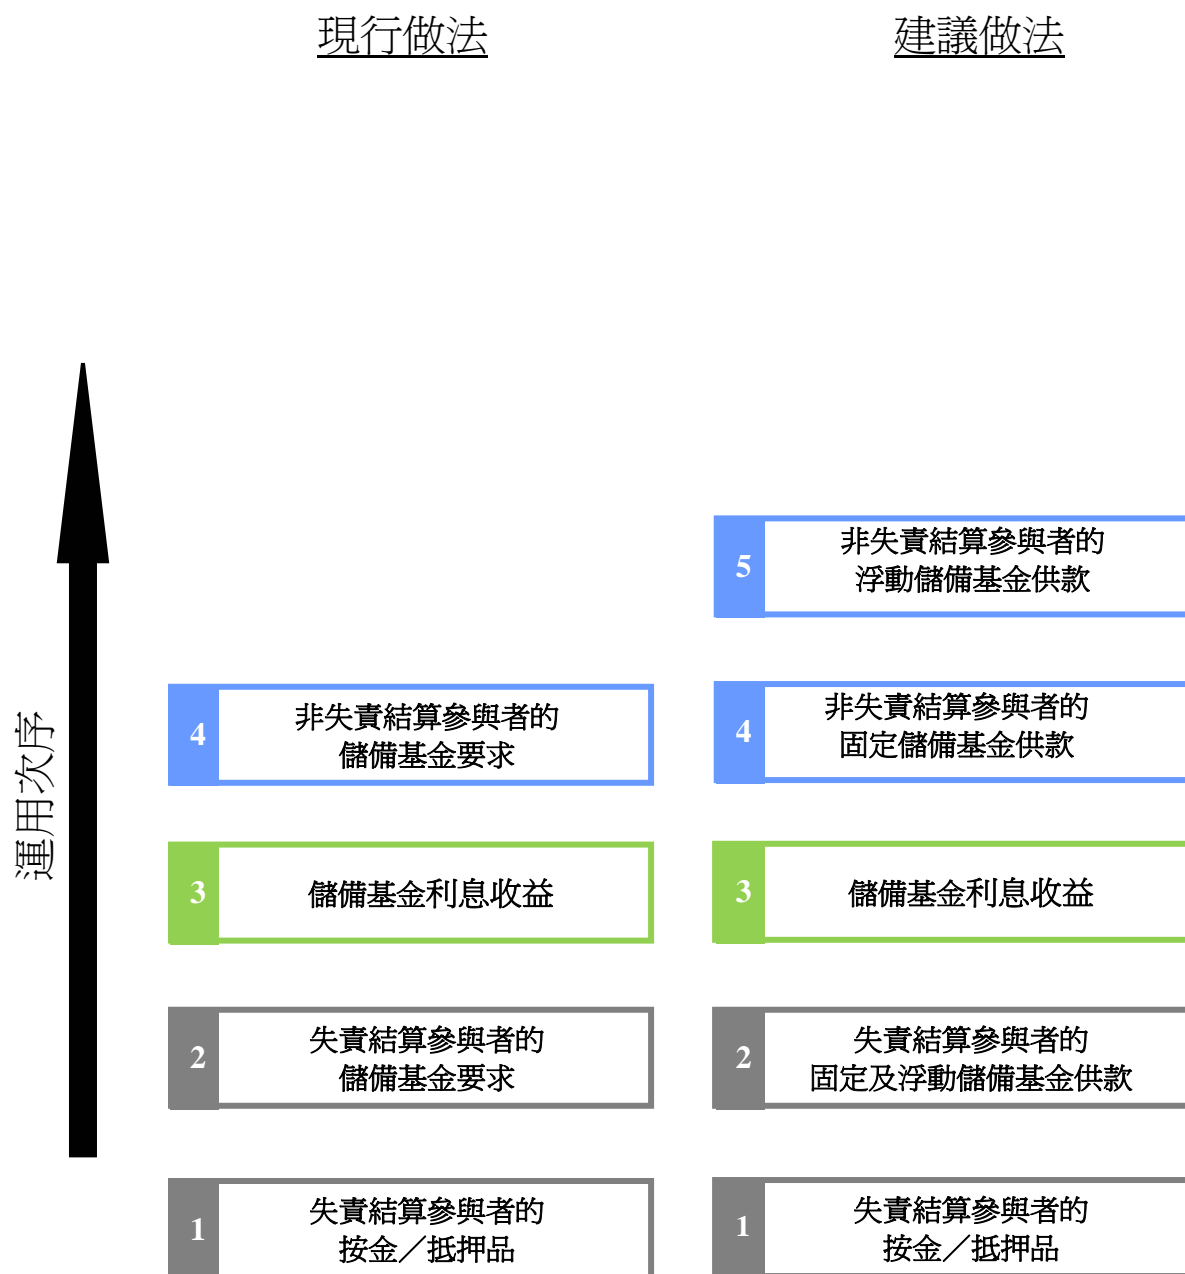 現行做法
建議做法
運用次序
5
非失責結算參與者的
浮動儲備基金供款
4
非失責結算參與者的
儲備基金要求
4
非失責結算參與者的
固定儲備基金供款
3
儲備基金利息收益
3
儲備基金利息收益
2
失責結算參與者的
儲備基金要求
2
失責結算參與者的
固定及浮動儲備基金供款
1
失責結算參與者的
按金／抵押品
1
失責結算參與者的
按金／抵押品